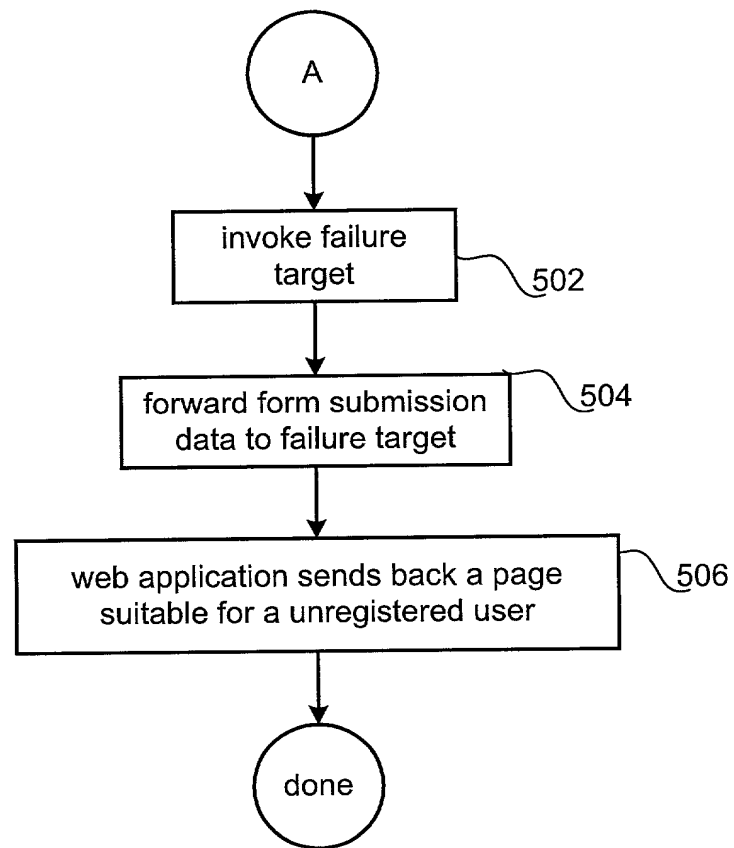 A
invoke failure
target
502
forward form submission
data to failure target
504
web application sends back a page
suitable for a unregistered user
506
done